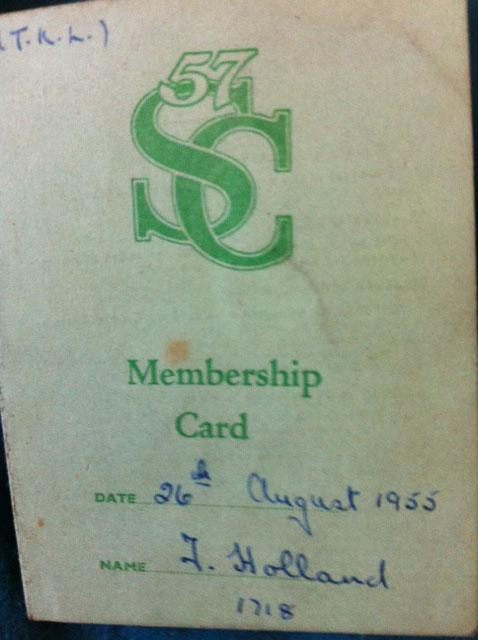 (T.K.L.)
57
SC
Membership
Card
DATE 26th August 1955
NAME T. Holland
1718